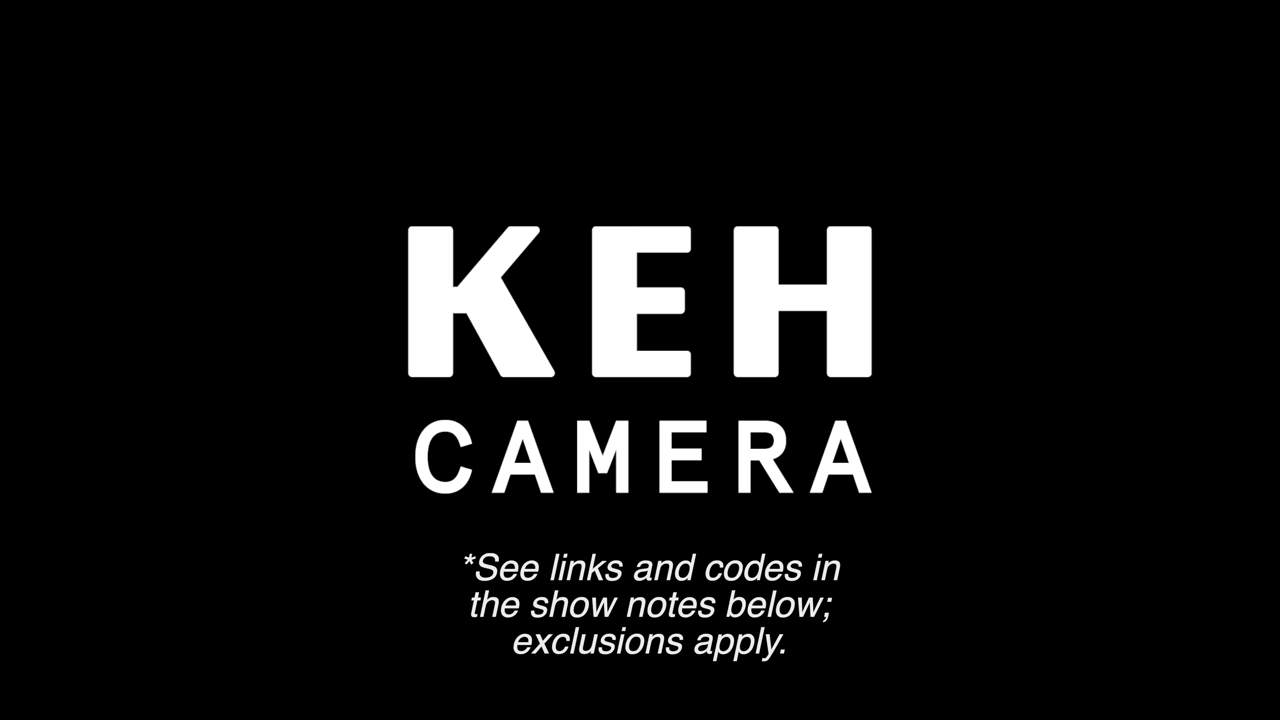 KEH
CAMERA
*See links and codes in
the show notes below;
exclusions apply.